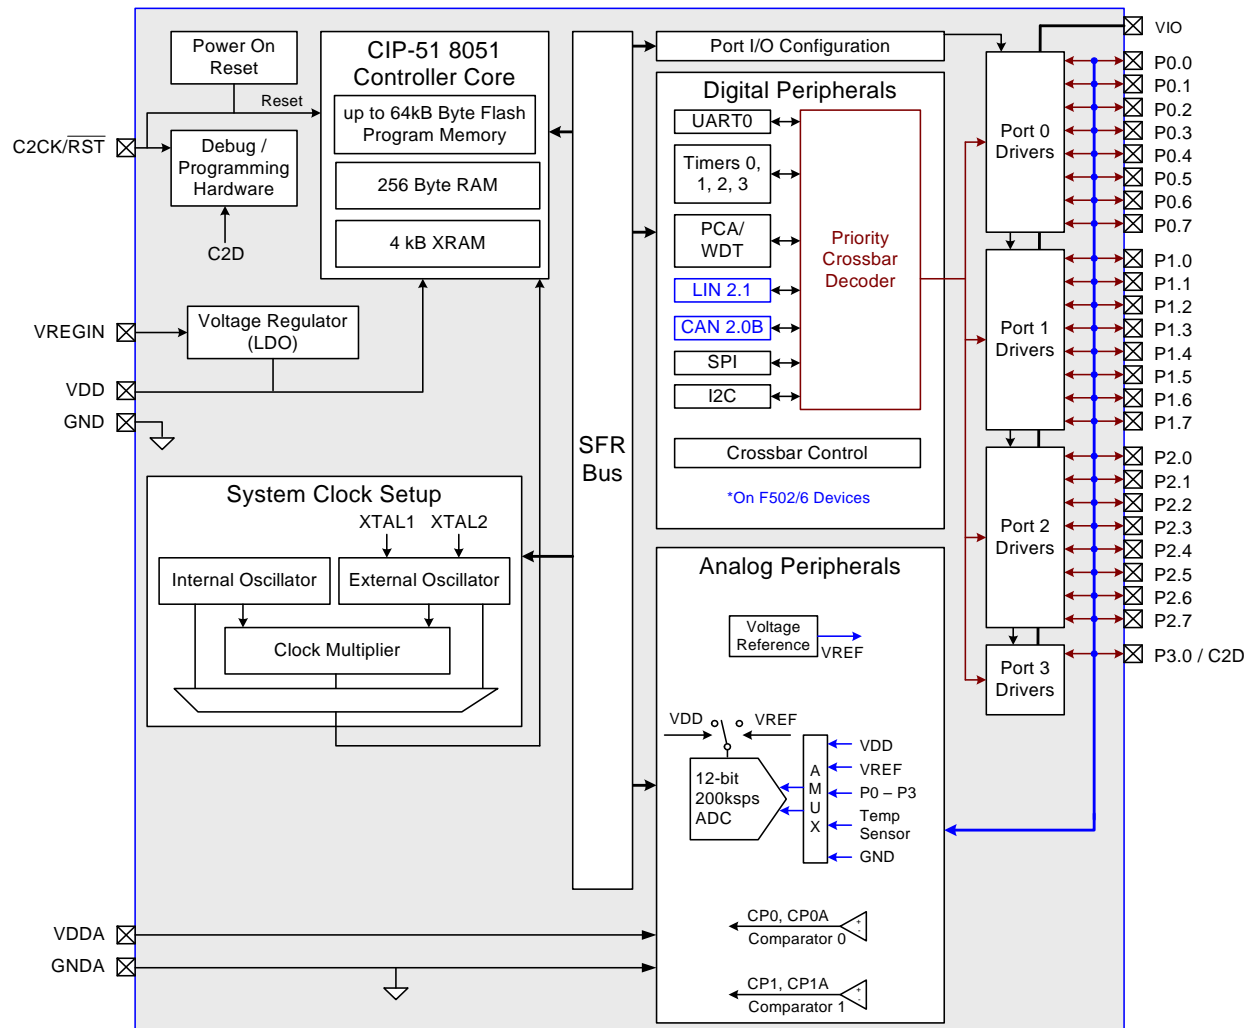 Power On
Reset
Reset
C2CK/RST
Debug /
Programming
Hardware
C2D
CIP-51 8051
Controller Core
up to 64kB Byte Flash
Program Memory
256 Byte RAM
4 kB XRAM
VREGIN
Voltage Regulator
(LDO)
VDD
GND
System Clock Setup
XTAL1
XTAL2
Internal Oscillator
External Oscillator
Clock Multiplier
VDDA
GNDA
SFR
Bus
Port I/O Configuration
Digital Peripherals
UART0
Timers 0,
1, 2, 3
PCA/
WDT
LIN 2.1
CAN 2.0B
SPI
I2C
Priority
Crossbar
Decoder
Crossbar Control
*On F502/6 Devices
Analog Peripherals
Voltage
Reference
VREF
VDD
VREF
12-bit
200ksps
ADC
A
M
U
X
VDD
VREF
P0 – P3
Temp
Sensor
GND
CP0, CP0A
Comparator 0
+
-
CP1, CP1A
Comparator 1
+
-
Port 0
Drivers
Port 1
Drivers
Port 2
Drivers
Port 3
Drivers
VIO
P0.0
P0.1
P0.2
P0.3
P0.4
P0.5
P0.6
P0.7
P1.0
P1.1
P1.2
P1.3
P1.4
P1.5
P1.6
P1.7
P2.0
P2.1
P2.2
P2.3
P2.4
P2.5
P2.6
P2.7
P3.0 / C2D